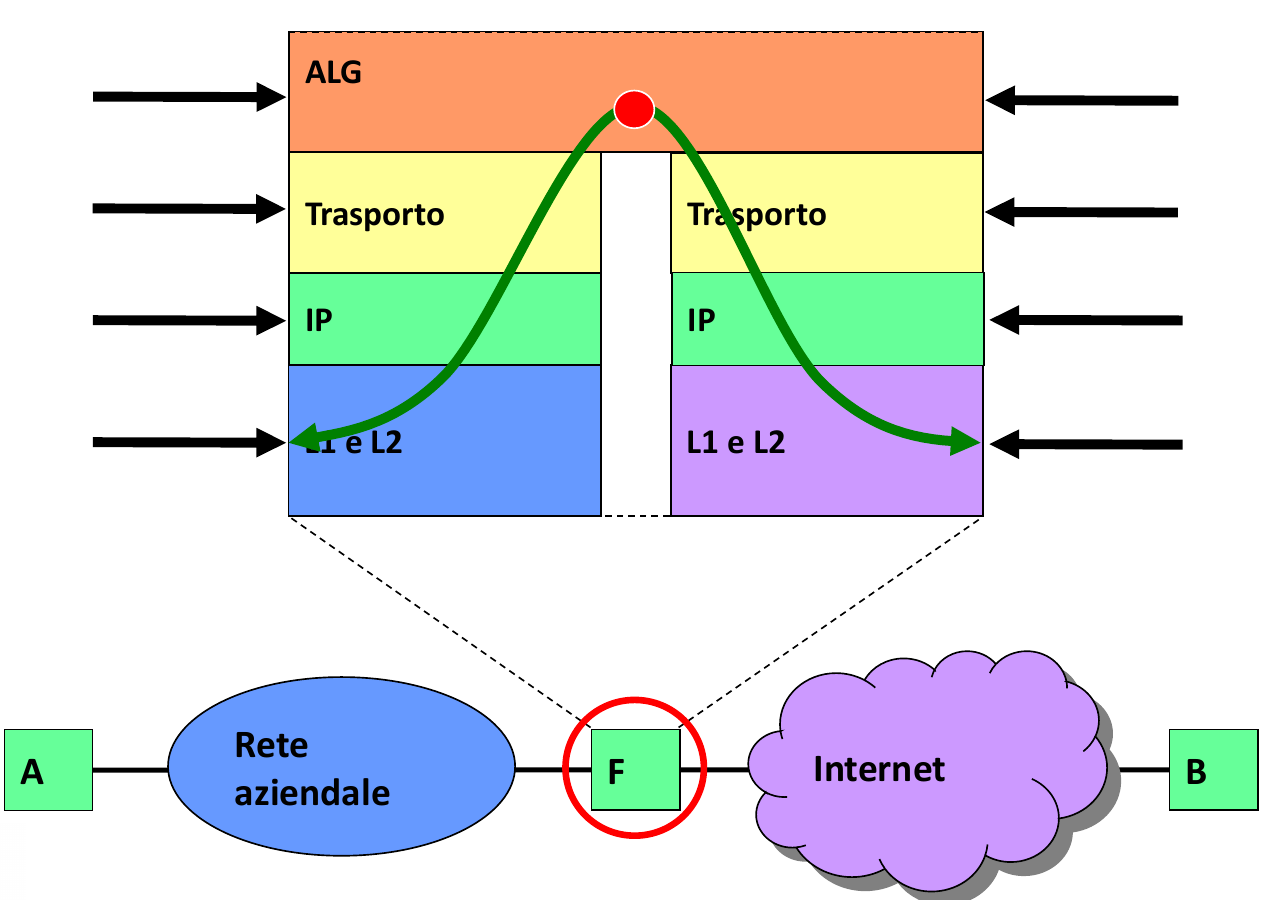 ALG
Trasporto
Trasporto
IP
IP
L1 e L2
L1 e L2
Rete
aziendale
A
F
Internet
B